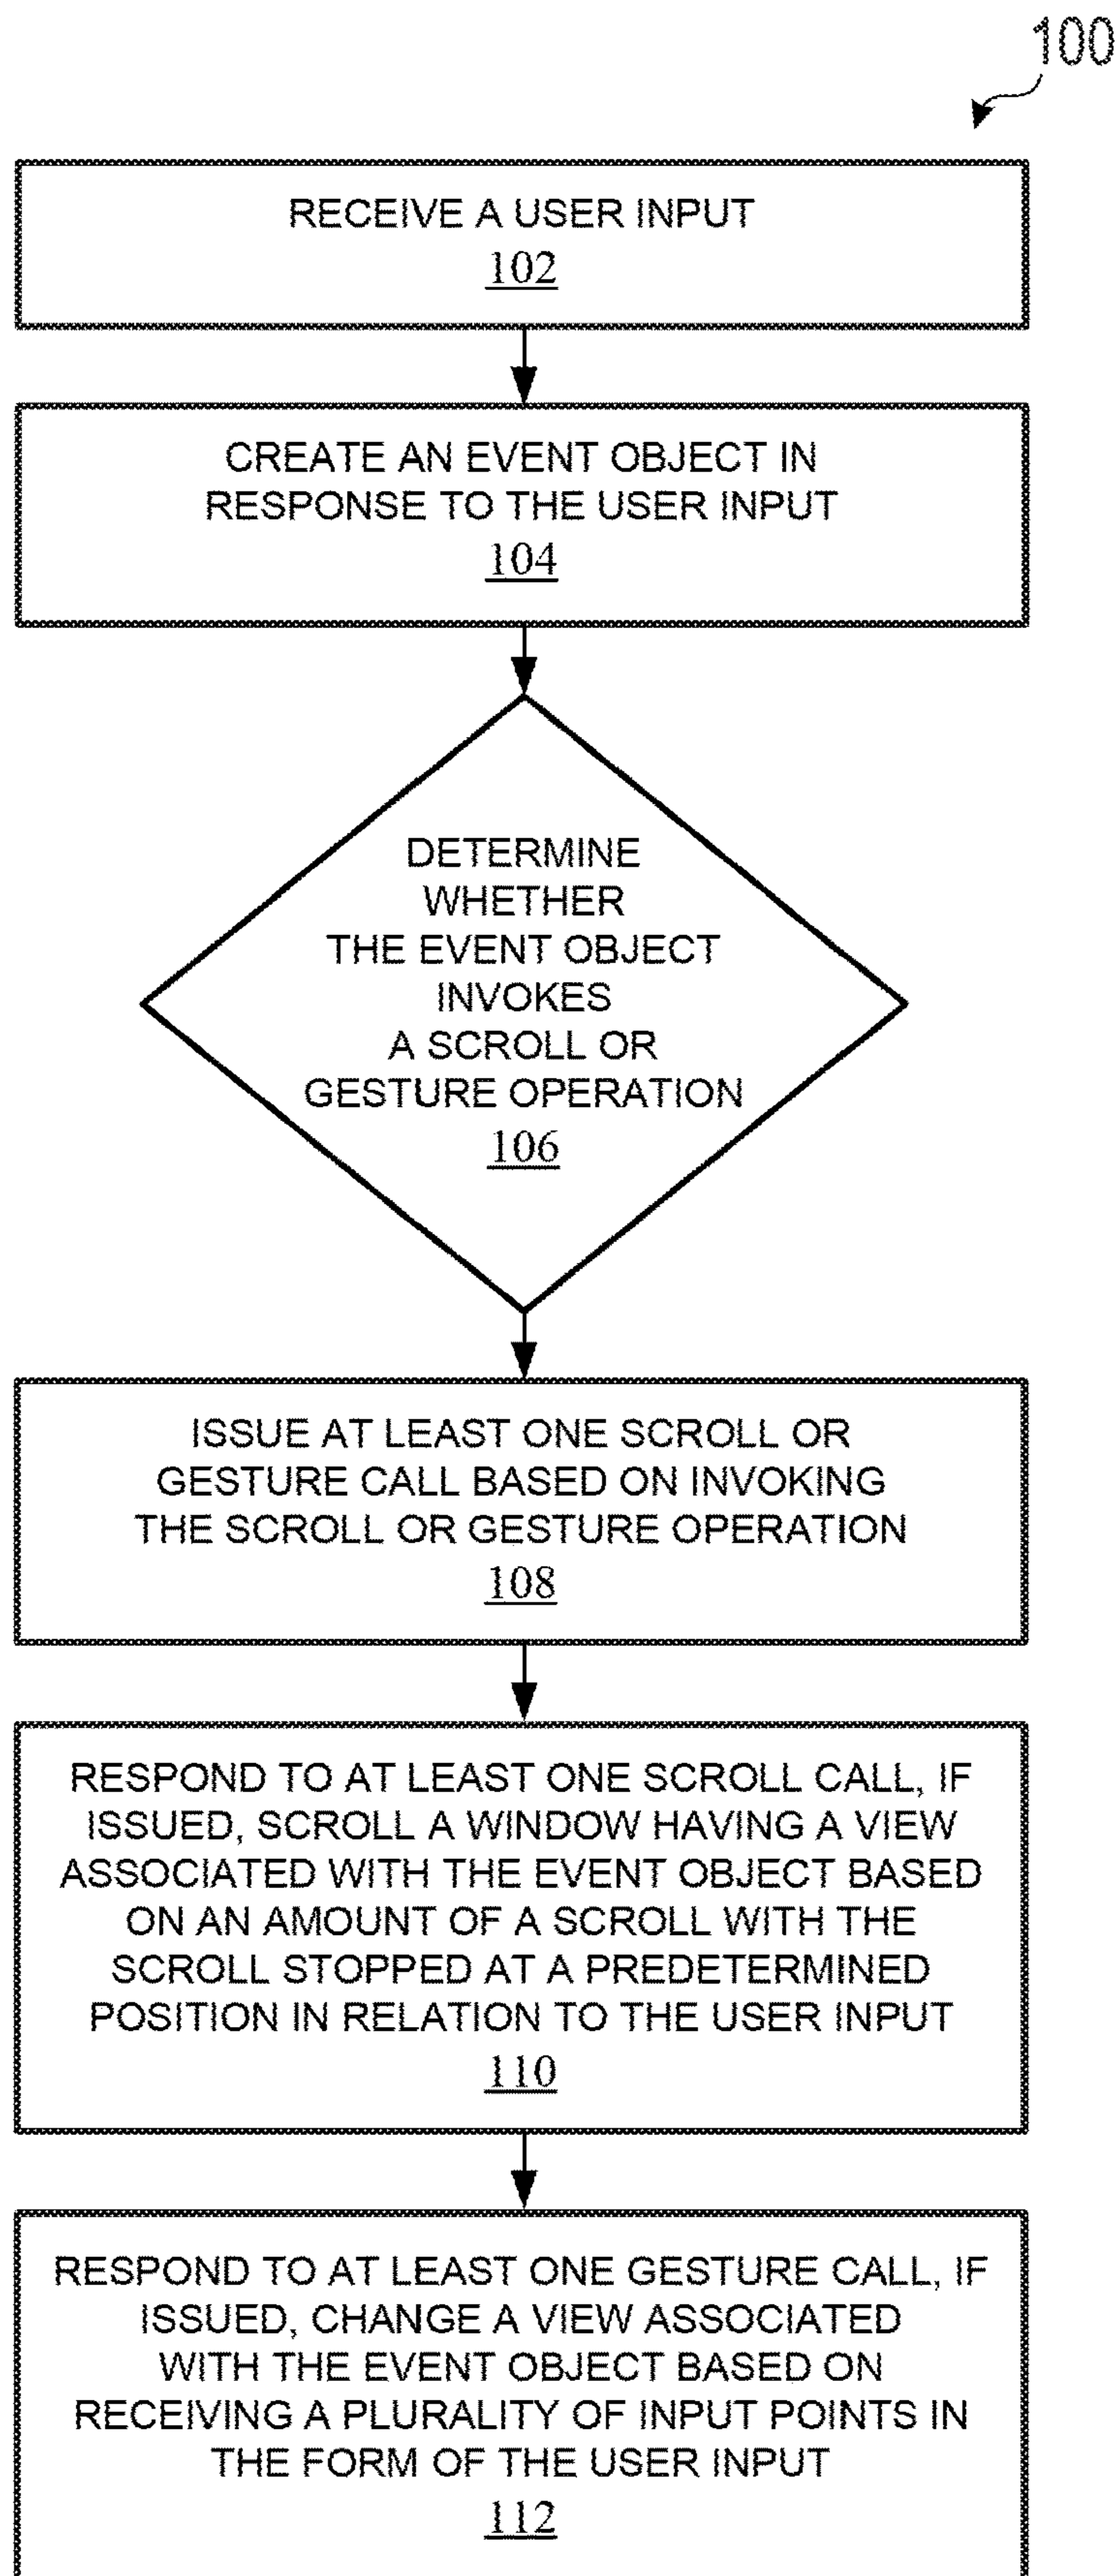 100
RECEIVE A USER INPUT
102
CREATE AN EVENT OBJECT IN
RESPONSE TO THE USER INPUT
104
DETERMINE
WHETHER
THE EVENT OBJECT
INVOKES
A SCROLL OR
GESTURE OPERATION
106
ISSUE AT LEAST ONE SCROLL OR
GESTURE CALL BASED ON INVOKING
THE SCROLL OR GESTURE OPERATION
108
RESPOND TO AT LEAST ONE SCROLL CALL, IF
ISSUED, SCROLL A WINDOW HAVING A VIEW
ASSOCIATED WITH THE EVENT OBJECT BASED
ON AN AMOUNT OF A SCROLL WITH THE
SCROLL STOPPED AT A PREDETERMINED
POSITION IN RELATION TO THE USER INPUT
110
RESPOND TO AT LEAST ONE GESTURE CALL, IF
ISSUED, CHANGE A VIEW ASSOCIATED
WITH THE EVENT OBJECT BASED ON
RECEIVING A PLURALITY OF INPUT POINTS IN
THE FORM OF THE USER INPUT
112